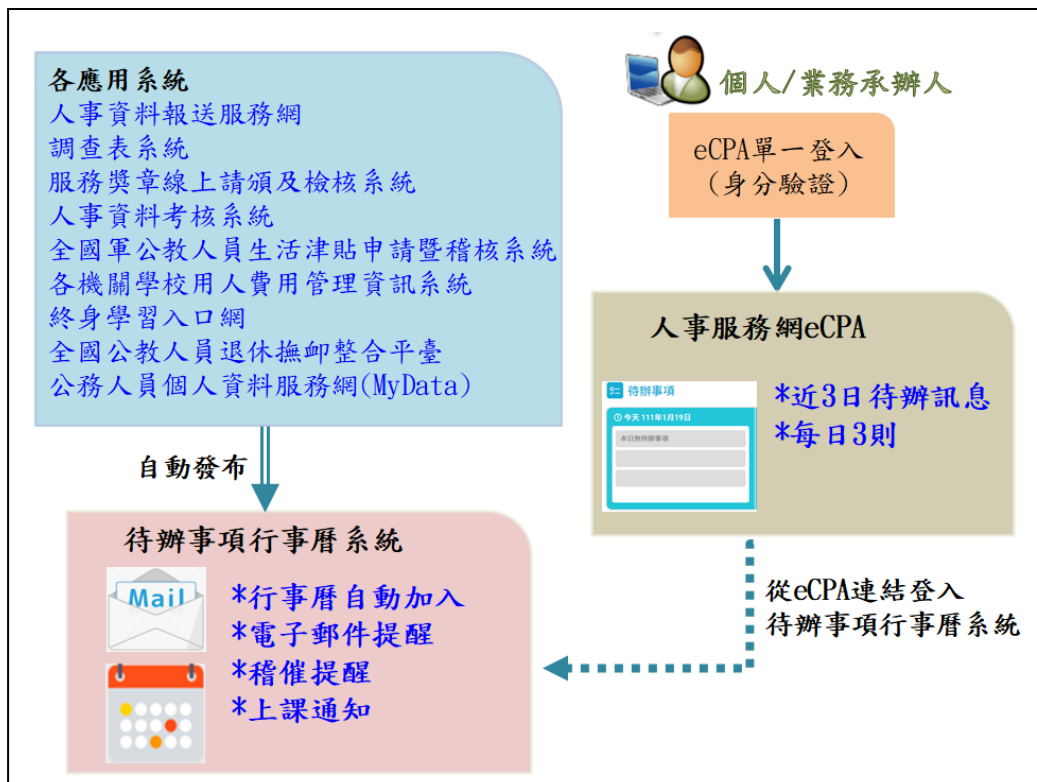 各應用系統
人事資料報送服務網
調查表系統
服務獎章線上請頒及檢核系統
人事資料考核系統
全國軍公教人員生活津貼申請暨稽核系統
各機關學校用人費用管理資訊系統
終身學習入口網
全國公教人員退休撫卹整合平臺
公務人員個人資料服務網(MyData)
自動發布
待辦事項行事曆系統
Mail
*行事曆自動加入
*電子郵件提醒
*稽催提醒
*上課通知
個人/業務承辦人
eCPA單一登入
(身分驗證)
人事服務網eCPA
待辦事項
今天 111年1月19日
本日無待辦事項
*近3日待辦訊息
*每日3則
從eCPA連結登入
待辦事項行事曆系統